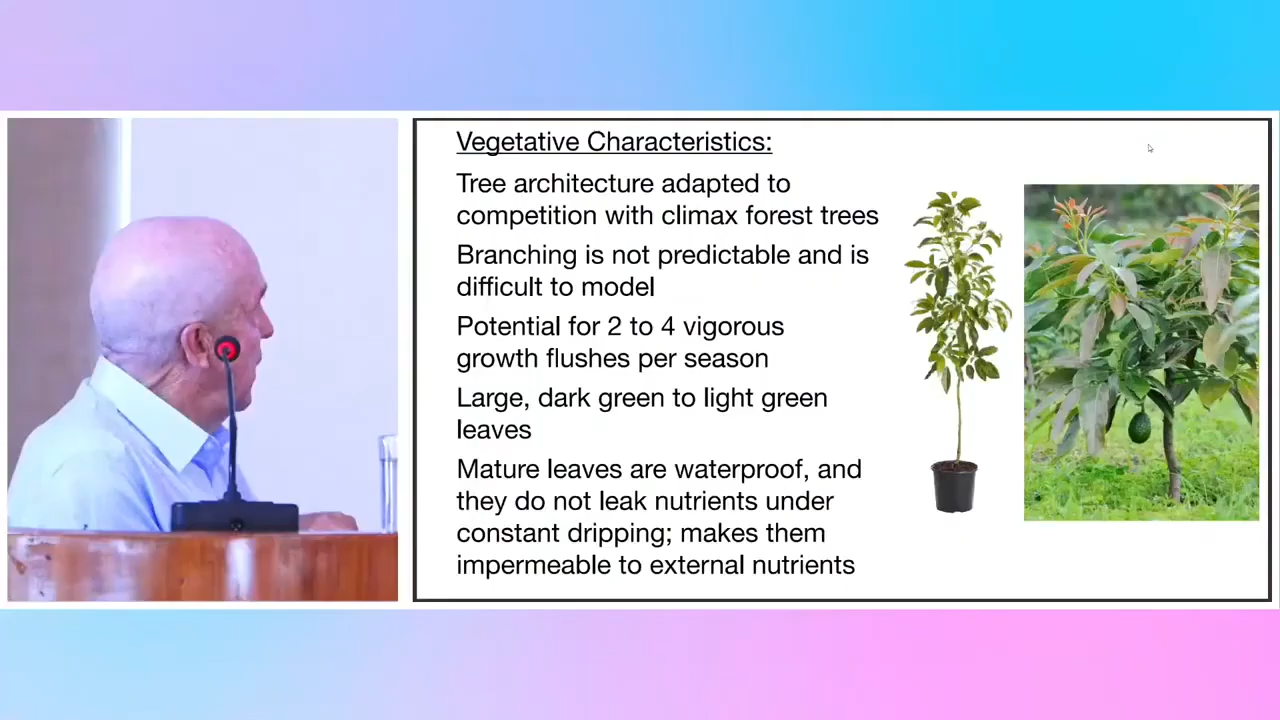 Vegetative Characteristics:
Tree architecture adapted to
competition with climax forest trees
Branching is not predictable and is
difficult to model
Potential for 2 to 4 vigorous
growth flushes per season
Large, dark green to light green
leaves
Mature leaves are waterproof, and
they do not leak nutrients under
constant dripping; makes them
impermeable to external nutrients